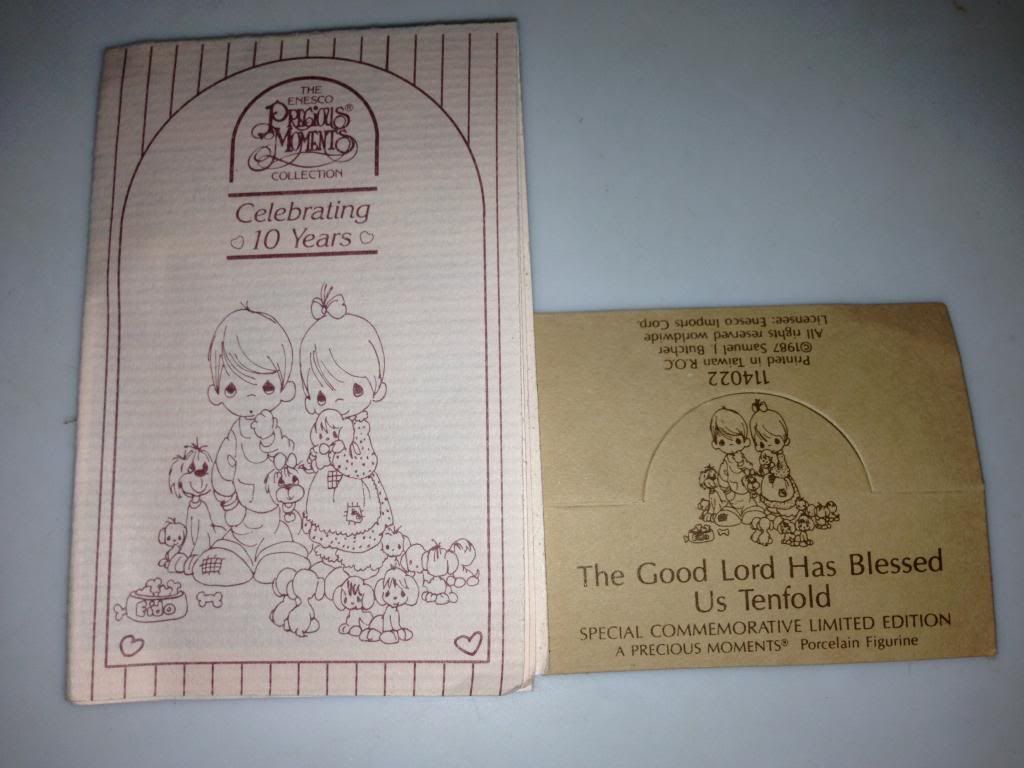 THE
ENESCO
PRECIOUS®
MOMENTS
COLLECTION
Celebrating
10 Years
Fido
Licensee: Enesco Imports Corp.
All rights reserved worldwide
©1987 Samuel J. Butcher
Printed in Taiwan R.O.C
114022
The Good Lord Has Blessed
Us Tenfold
SPECIAL COMMEMORATIVE LIMITED EDITION
A PRECIOUS MOMENTS® Porcelain Figurine